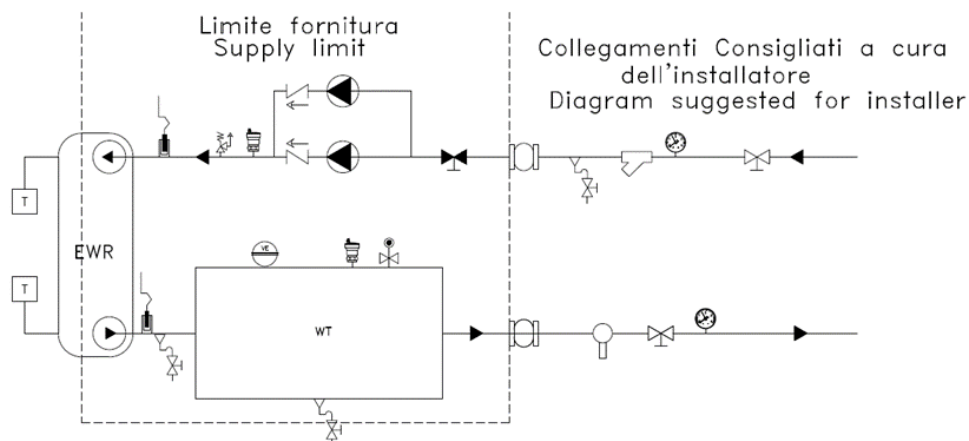 Limite fornitura
Supply limit
Collegamenti Consigliati a cura
dell'installatore
Diagram suggested for installer
T
EWR
T
VE
WT